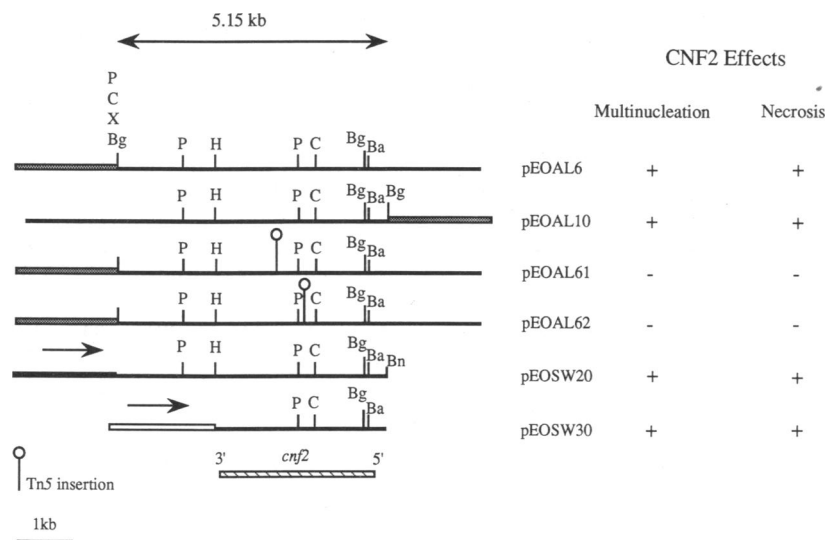 5.15 kb
CNF2 Effects
Multinucleation Necrosis
P
C
X
Bg P H P C Bg Ba
pEOAL6 + +
P H P C Bg Ba Bg
pEOAL10 + +
P H P C Bg Ba
pEOAL61 - -
P H P C Bg Ba
pEOAL62 - -
P H P C Bg Ba Bn
pEOSW20 + +
P C Bg Ba
pEOSW30 + +
3' cnf2 5'
Tn5 insertion
1kb